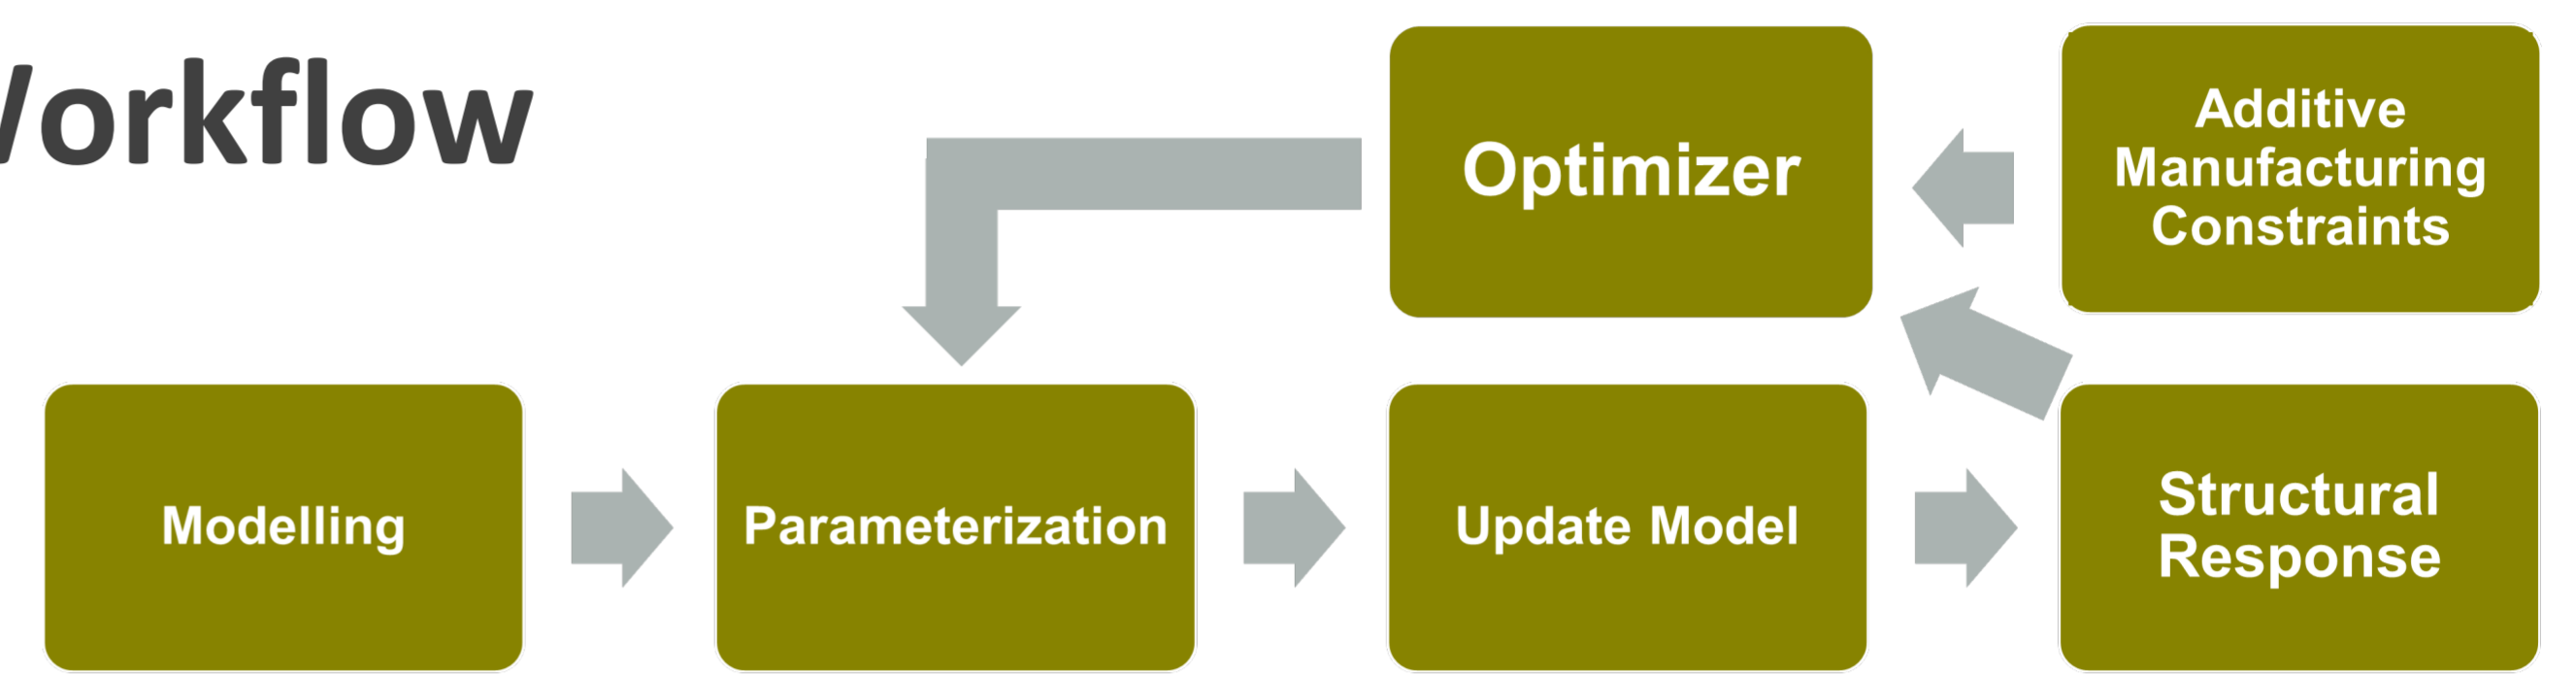 orkflow
Optimizer
Additive
Manufacturing
Constraints
Modelling
Parameterization
Update Model
Structural
Response